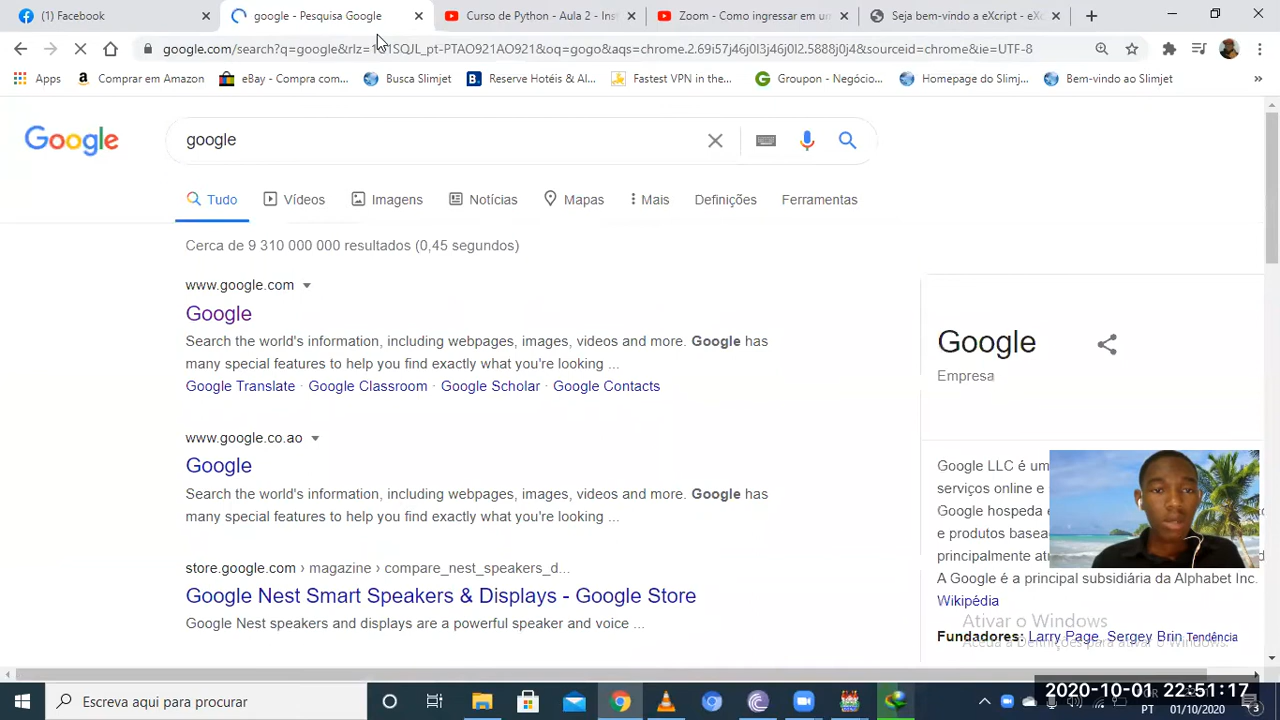 (1) Facebook
google - Pesquisa Google
Curso de Python - Aula 2 - Inst
Zoom - Como ingressar em um
Seja bem-vindo a eXcript - eXc
google.com/search?q=google&rlz=1C1SQJL_pt-PTAO921AO921&oq=gogo&aqs=chrome.2.69i57j46j0l3j46j0l2.5888j0j4&sourceid=chrome&ie=UTF-8
Apps
Comprar em Amazon
eBay - Compra com...
Busca Slimjet
Reserve Hotéis & Al...
Fastest VPN in the...
Groupon - Negócio...
Homepage do Slimj...
Bem-vindo ao Slimjet
Google
google
Tudo
Vídeos
Imagens
Notícias
Mapas
Mais
Definições
Ferramentas
Cerca de 9 310 000 000 resultados (0,45 segundos)
www.google.com
Google
Search the world's information, including webpages, images, videos and more. Google has
many special features to help you find exactly what you're looking ...
Google Translate · Google Classroom · Google Scholar · Google Contacts
www.google.co.ao
Google
Search the world's information, including webpages, images, videos and more. Google has
many special features to help you find exactly what you're looking ...
store.google.com › magazine › compare_nest_speakers_d...
Google Nest Smart Speakers & Displays - Google Store
Google Nest speakers and displays are a powerful speaker and voice ...
Google
Empresa
Google LLC é um
serviços online e
Google hospeda e
e produtos basea
principalmente at
A Google é a principal subsidiária da Alphabet Inc.
Wikipédia
Ativar o Windows
Aceda a Definições para ativar o Windows.
Fundadores: Larry Page, Sergey Brin Tendência
Escreva aqui para procurar
2020-10-01 22:51:17
PT
01/10/2020
3